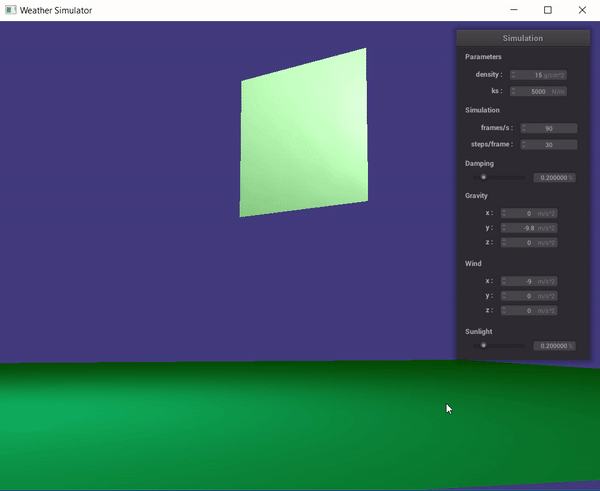 Weather Simulator
Simulation
Parameters
density : 15 g/cm^2
ks : 5000 N/m
Simulation
frames/s : 90
steps/frame : 30
Damping
0.200000 %
Gravity
x : 0 m/s^2
y : -9.8 m/s^2
z : 0 m/s^2
Wind
x : -9 m/s^2
y : 0 m/s^2
z : 0 m/s^2
Sunlight
0.200000 %